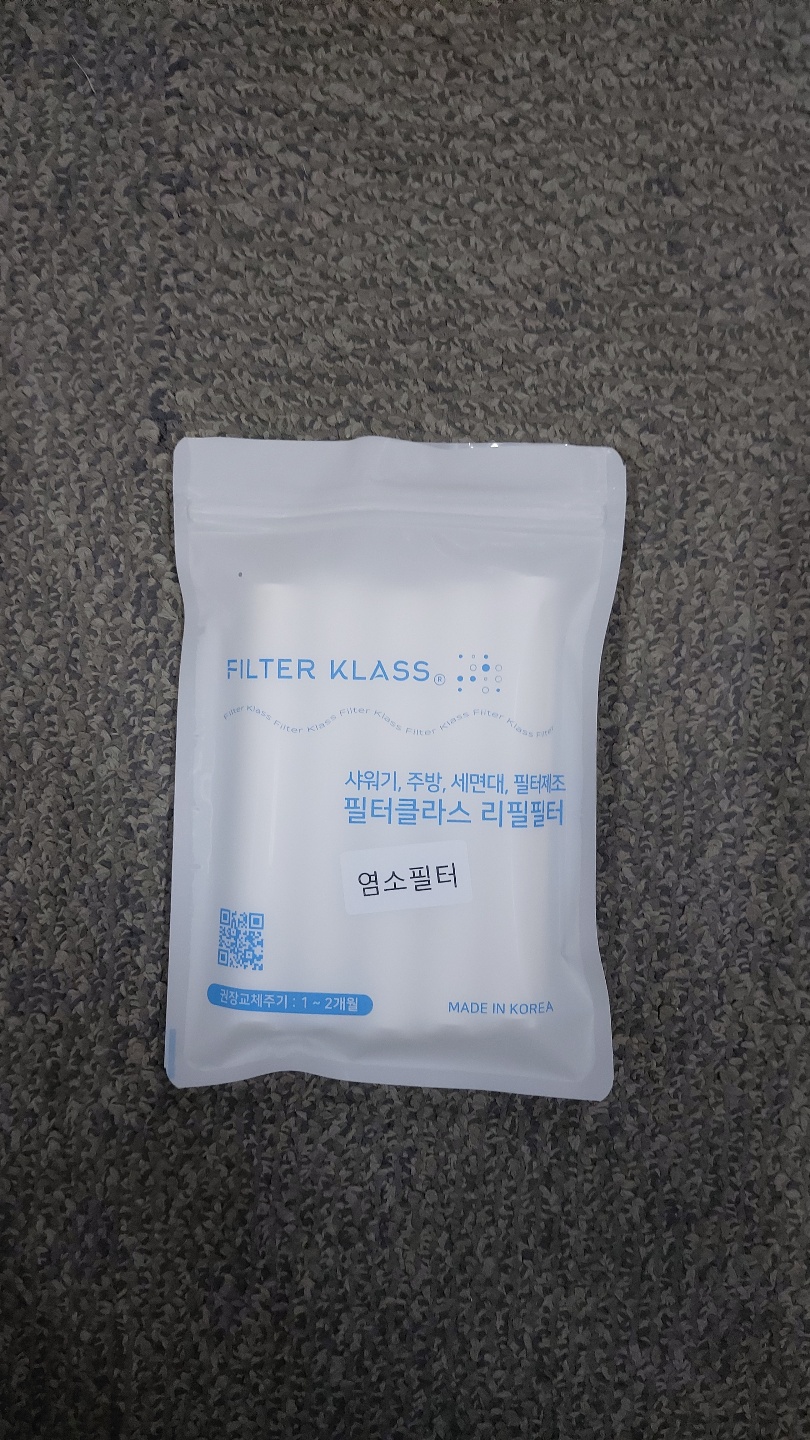 FILTER KLASS®
Filter Klass Filter Klass Filter Klass Filter Klass Filter Klass Filter
샤워기, 주방, 세면대, 필터제조
필터클라스 리필필터
염소필터
권장교체주기 : 1 ~ 2개월
MADE IN KOREA